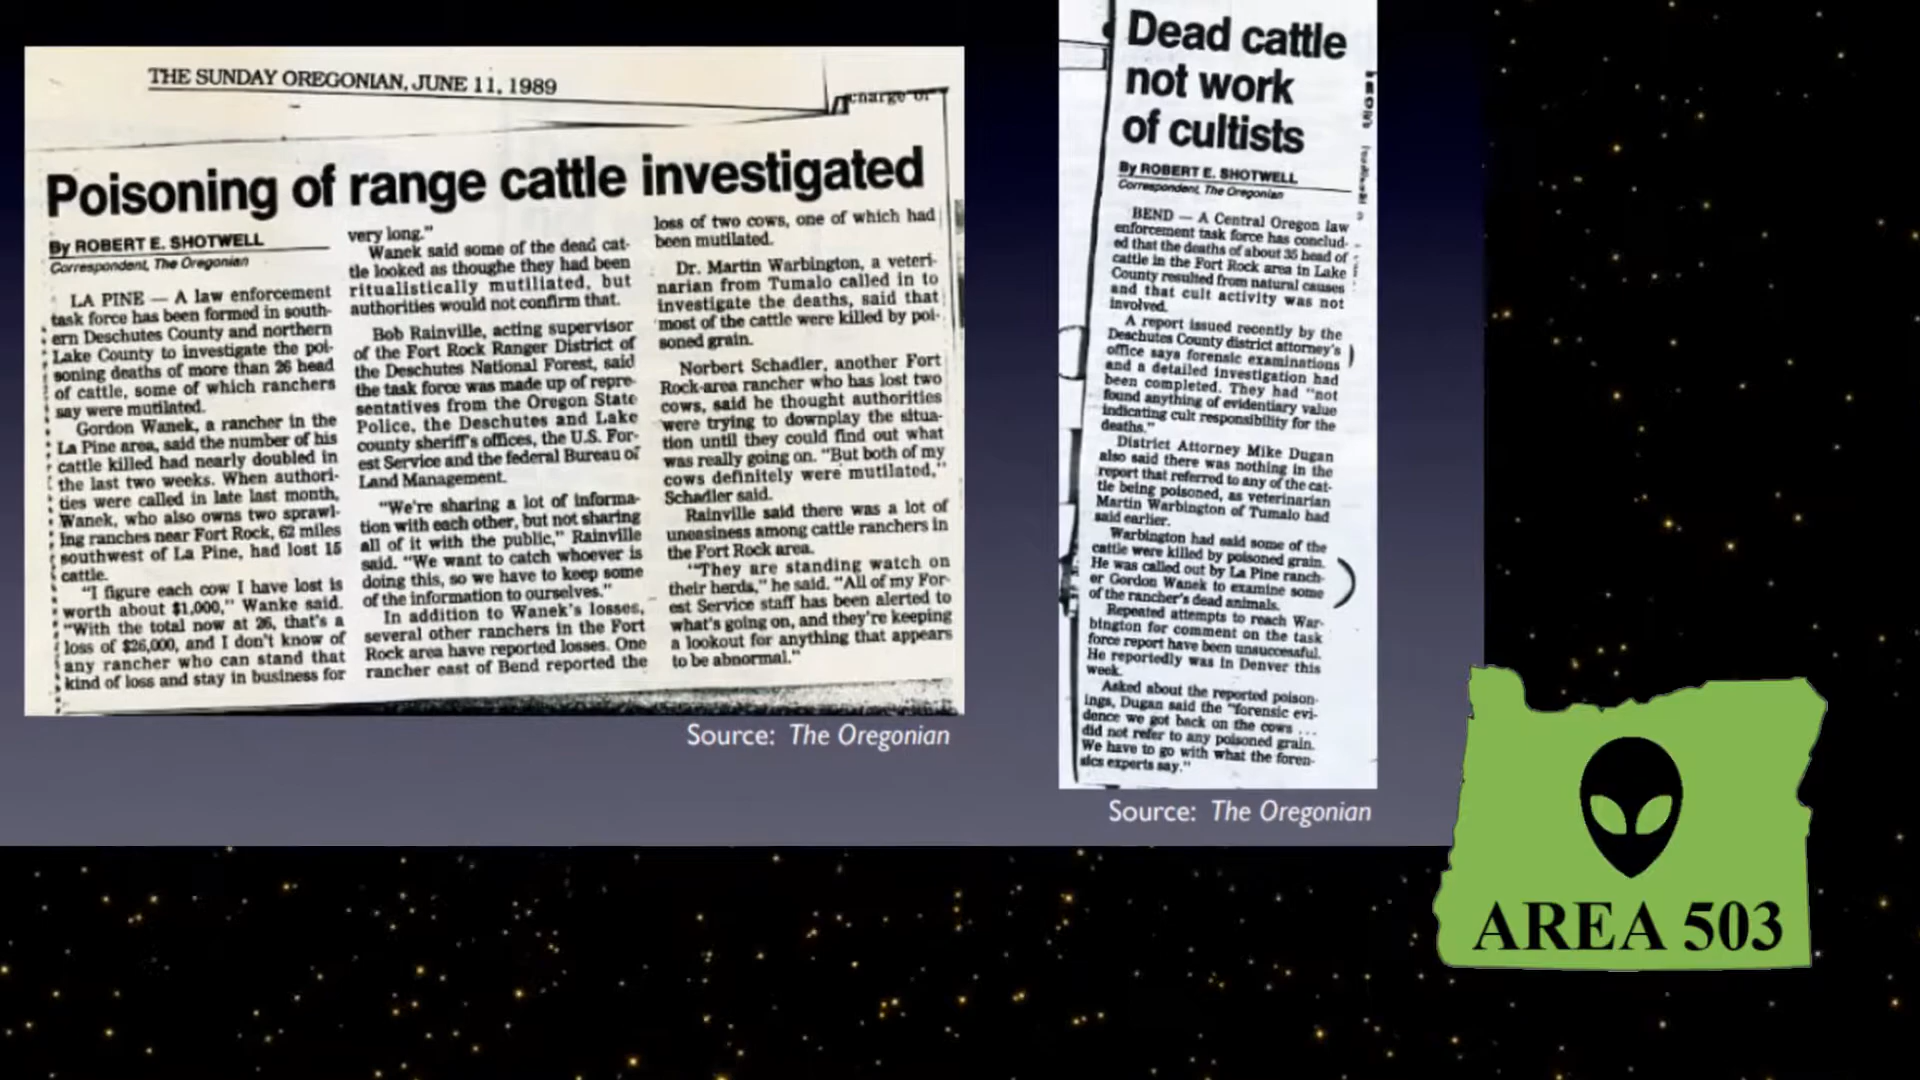 THE SUNDAY OREGONIAN, JUNE 11, 1989
charge of
Poisoning of range cattle investigated
By ROBERT E. SHOTWELL
Correspondent, The Oregonian
LA PINE — A law enforcement
task force has been formed in south-
ern Deschutes County and northern
Lake County to investigate the poi-
soning deaths of more than 26 head
of cattle, some of which ranchers
say were mutilated.
Gordon Wanek, a rancher in the
La Pine area, said the number of his
cattle killed had nearly doubled in
the last two weeks. When authori-
ties were called in late last month,
Wanek, who also owns two sprawl-
ing ranches near Fort Rock, 62 miles
southwest of La Pine, had lost 15
cattle.
"I figure each cow I have lost is
worth about $1,000," Wanke said.
"With the total now at 26, that's a
loss of $26,000, and I don't know of
any rancher who can stand that
kind of loss and stay in business for
very long."
Wanek said some of the dead cat-
tle looked as thoughe they had been
ritualistically mutiliated, but
authorities would not confirm that.
Bob Rainville, acting supervisor
of the Fort Rock Ranger District of
the Deschutes National Forest, said
the task force was made up of repre-
sentatives from the Oregon State
Police, the Deschutes and Lake
county sheriff's offices, the U.S. For-
est Service and the federal Bureau of
Land Management.
"We're sharing a lot of informa-
tion with each other, but not sharing
all of it with the public," Rainville
said. "We want to catch whoever is
doing this, so we have to keep some
of the information to ourselves."
In addition to Wanek's losses,
several other ranchers in the Fort
Rock area have reported losses. One
rancher east of Bend reported the
loss of two cows, one of which had
been mutilated.
Dr. Martin Warbington, a veteri-
narian from Tumalo called in to
investigate the deaths, said that
most of the cattle were killed by poi-
soned grain.
Norbert Schadler, another Fort
Rock-area rancher who has lost two
cows, said he thought authorities
were trying to downplay the situa-
tion until they could find out what
was really going on. "But both of my
cows definitely were mutilated,"
Schadler said.
Rainville said there was a lot of
uneasiness among cattle ranchers in
the Fort Rock area.
"They are standing watch on
their herds," he said. "All of my For-
est Service staff has been alerted to
what's going on, and they're keeping
a lookout for anything that appears
to be abnormal."
Source: The Oregonian
Dead cattle
not work
of cultists
By ROBERT E. SHOTWELL
Correspondent, The Oregonian
BEND — A Central Oregon law
enforcement task force has conclud-
ed that the deaths of about 35 head of
cattle in the Fort Rock area in Lake
County resulted from natural causes
and that cult activity was not
involved.
A report issued recently by the
Deschutes County district attorney's
office says forensic examinations
and a detailed investigation had
been completed. They had "not
found anything of evidentiary value
indicating cult responsibility for the
deaths."
District Attorney Mike Dugan
also said there was nothing in the
report that referred to any of the cat-
tle being poisoned, as veterinarian
Martin Warbington of Tumalo had
said earlier.
Warbington had said some of the
cattle were killed by poisoned grain.
He was called out by La Pine ranch-
er Gordon Wanek to examine some
of the rancher's dead animals.
Repeated attempts to reach War-
bington for comment on the task
force report have been unsuccessful.
He reportedly was in Denver this
week.
Asked about the reported poison-
ings, Dugan said the "forensic evi-
dence we got back on the cows ...
did not refer to any poisoned grain.
We have to go with what the foren-
sics experts say."
Source: The Oregonian
AREA 503